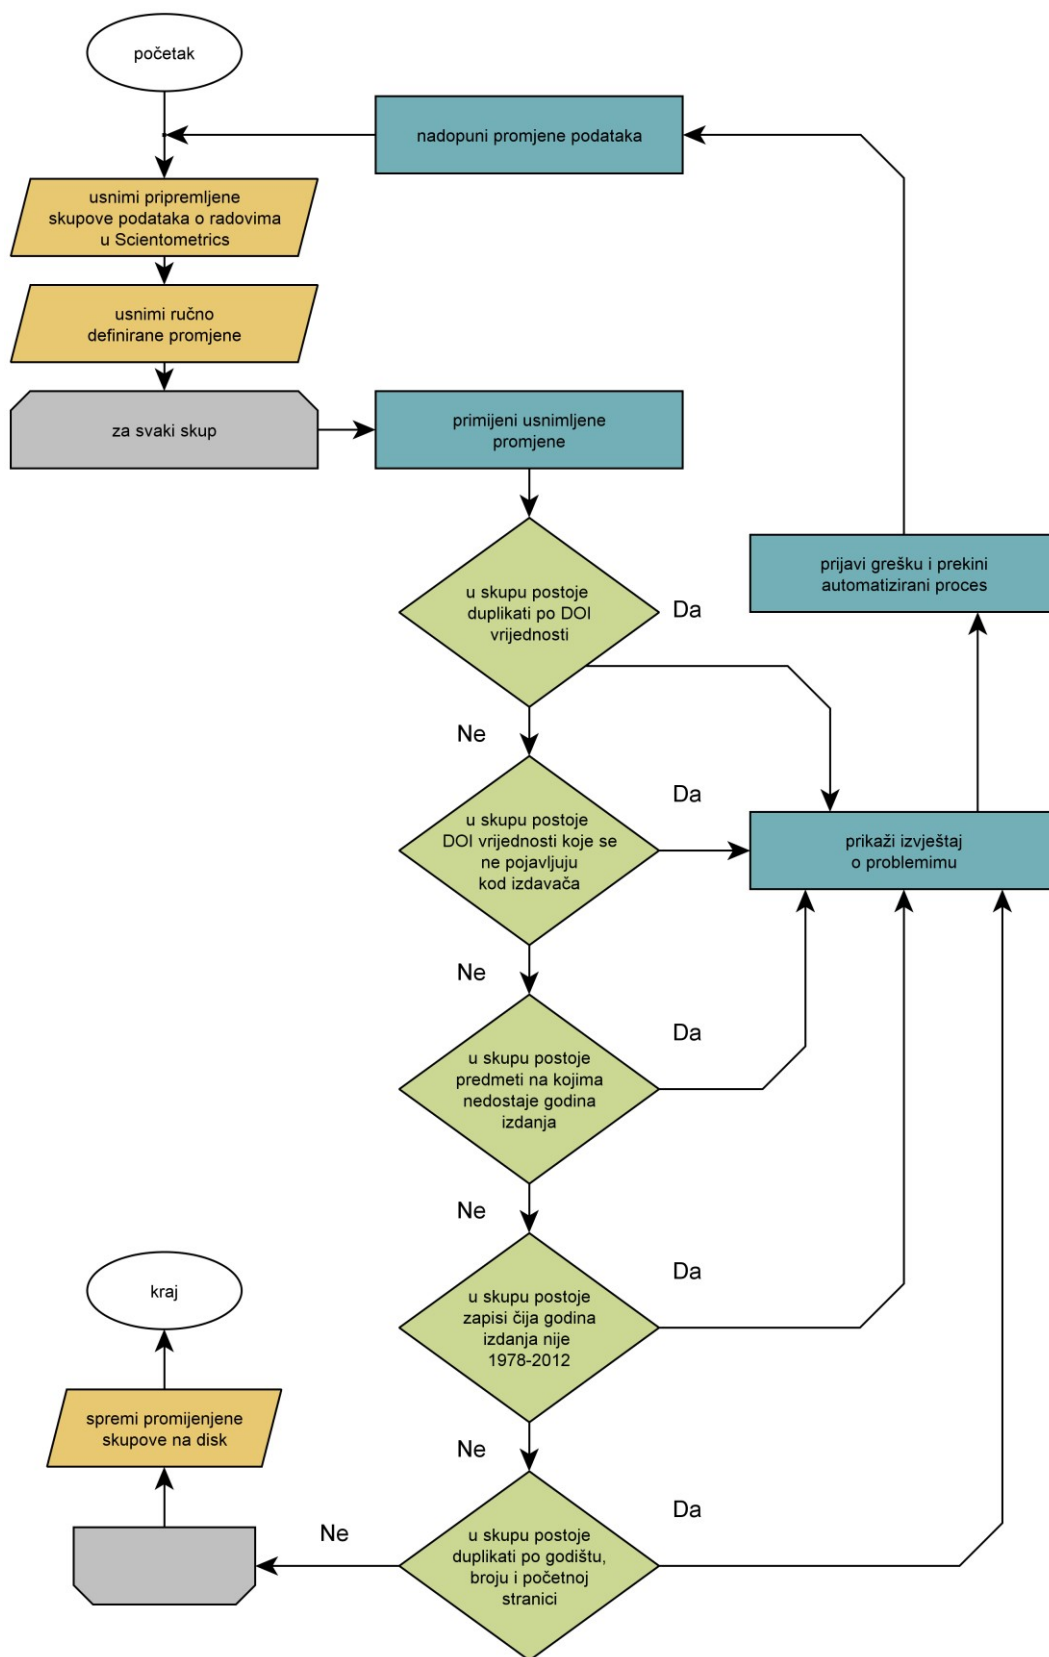 početak
nadopuni promjene podataka
usnimi pripremljene
skupove podataka o radovima
u Scientometrics
usnimi ručno
definirane promjene
za svaki skup
primijeni usnimljene
promjene
u skupu postoje
duplikati po DOI
vrijednosti
Da
prijavi grešku i prekini
automatizirani proces
Ne
u skupu postoje
DOI vrijednosti koje se
ne pojavljuju
kod izdavača
Da
prikaži izvještaj
o problemimu
Ne
u skupu postoje
predmeti na kojima
nedostaje godina
izdanja
Da
Ne
u skupu postoje
zapisi čija godina
izdanja nije
1978-2012
Da
kraj
spremi promijenjene
skupove na disk
Ne
u skupu postoje
duplikati po godištu,
broju i početnoj
stranici
Da
Ne